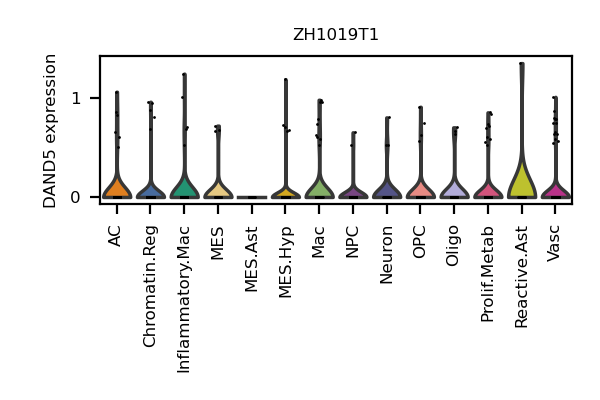 ZH1019T1
DAND5 expression
1
0
AC
Chromatin.Reg
Inflammatory.Mac
MES
MES.Ast
MES.Hyp
Mac
NPC
Neuron
OPC
Oligo
Prolif.Metab
Reactive.Ast
Vasc